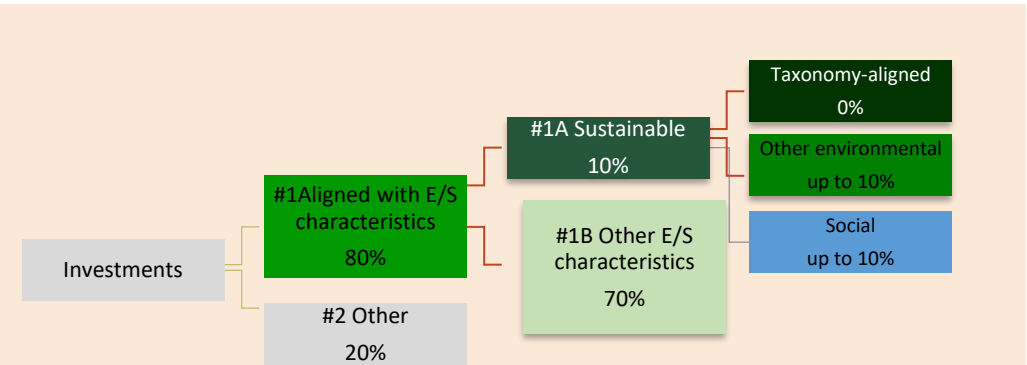 Investments
#1Aligned with E/S
characteristics
80%
#2 Other
20%
#1A Sustainable
10%
#1B Other E/S
characteristics
70%
Taxonomy-aligned
0%
Other environmental
up to 10%
Social
up to 10%